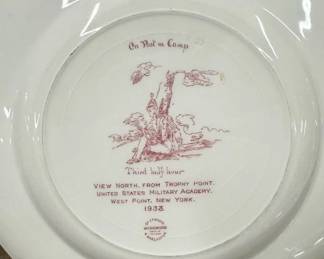 On Post in Camp
Third half hour
VIEW NORTH, FROM TROPHY POINT.
UNITED STATES MILITARY ACADEMY.
WEST POINT, NEW YORK.
1933.
WEDGWOOD